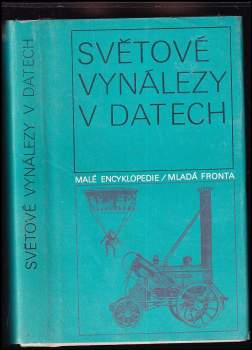 SVĚTOVÉ VYNÁLEZY V DATECH
SVĚTOVÉ
VYNÁLEZY
V DATECH
MALÉ ENCYKLOPEDIE/MLADÁ FRONTA